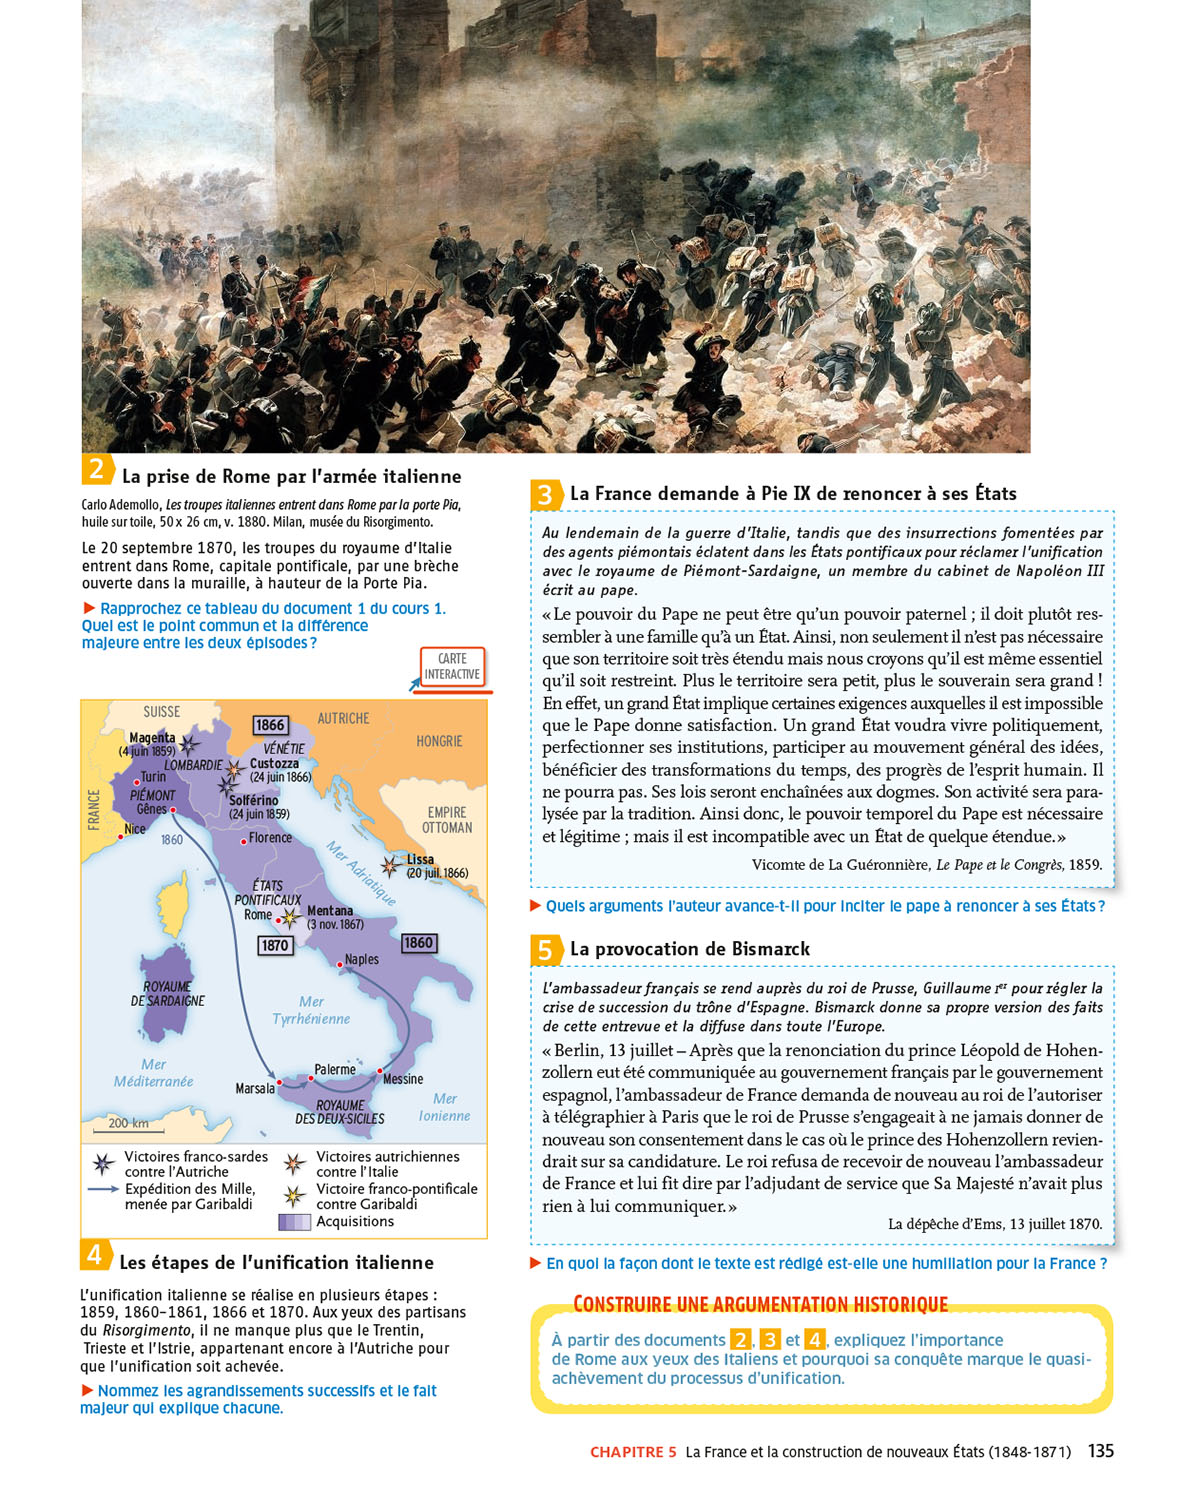 2 La prise de Rome par l'armée italienne
Carlo Ademollo, Les troupes italiennes entrent dans Rome par la porte Pia,
huile sur toile, 50 x 26 cm, v. 1880. Milan, musée du Risorgimento.
Le 20 septembre 1870, les troupes du royaume d'Italie
entrent dans Rome, capitale pontificale, par une brèche
ouverte dans la muraille, à hauteur de la Porte Pia.
► Rapprochez ce tableau du document 1 du cours 1.
Quel est le point commun et la différence
majeure entre les deux épisodes ?
CARTE
INTERACTIVE
SUISSE
AUTRICHE
HONGRIE
EMPIRE
OTTOMAN
FRANCE
1866
VÉNÉTIE
Magenta
(4 juin 1859)
LOMBARDIE
Custozza
(24 juin 1866)
Turin
PIÉMONT
Gênes
Solférino
(24 juin 1859)
Nice
1860
Florence
Mer Adriatique
Lissa
(20 juil. 1866)
ÉTATS
PONTIFICAUX
Rome
Mentana
(3 nov. 1867)
1870
1860
Naples
ROYAUME
DE SARDAIGNE
Mer
Tyrrhénienne
Mer
Méditerranée
Marsala
Palerme
Messine
ROYAUME
DES DEUX-SICILES
Mer
Ionienne
200 km
Victoires franco-sardes
contre l'Autriche
Expédition des Mille,
menée par Garibaldi
Victoires autrichiennes
contre l'Italie
Victoire franco-pontificale
contre Garibaldi
Acquisitions
4 Les étapes de l'unification italienne
L'unification italienne se réalise en plusieurs étapes :
1859, 1860-1861, 1866 et 1870. Aux yeux des partisans
du Risorgimento, il ne manque plus que le Trentin,
Trieste et l'Istrie, appartenant encore à l'Autriche pour
que l'unification soit achevée.
► Nommez les agrandissements successifs et le fait
majeur qui explique chacune.
3 La France demande à Pie IX de renoncer à ses États
Au lendemain de la guerre d'Italie, tandis que des insurrections fomentées par
des agents piémontais éclatent dans les États pontificaux pour réclamer l'unification
avec le royaume de Piémont-Sardaigne, un membre du cabinet de Napoléon III
écrit au pape.
« Le pouvoir du Pape ne peut être qu'un pouvoir paternel ; il doit plutôt res-
sembler à une famille qu'à un État. Ainsi, non seulement il n'est pas nécessaire
que son territoire soit très étendu mais nous croyons qu'il est même essentiel
qu'il soit restreint. Plus le territoire sera petit, plus le souverain sera grand !
En effet, un grand État implique certaines exigences auxquelles il est impossible
que le Pape donne satisfaction. Un grand État voudra vivre politiquement,
perfectionner ses institutions, participer au mouvement général des idées,
bénéficier des transformations du temps, des progrès de l'esprit humain. Il
ne pourra pas. Ses lois seront enchaînées aux dogmes. Son activité sera para-
lysée par la tradition. Ainsi donc, le pouvoir temporel du Pape est nécessaire
et légitime ; mais il est incompatible avec un État de quelque étendue. »
Vicomte de La Guéronnière, Le Pape et le Congrès, 1859.
► Quels arguments l'auteur avance-t-il pour inciter le pape à renoncer à ses États ?
5 La provocation de Bismarck
L'ambassadeur français se rend auprès du roi de Prusse, Guillaume Ier pour régler la
crise de succession du trône d'Espagne. Bismarck donne sa propre version des faits
de cette entrevue et la diffuse dans toute l'Europe.
« Berlin, 13 juillet – Après que la renonciation du prince Léopold de Hohen-
zollern eut été communiquée au gouvernement français par le gouvernement
espagnol, l'ambassadeur de France demanda de nouveau au roi de l'autoriser
à télégraphier à Paris que le roi de Prusse s'engageait à ne jamais donner de
nouveau son consentement dans le cas où le prince des Hohenzollern revien-
drait sur sa candidature. Le roi refusa de recevoir de nouveau l'ambassadeur
de France et lui fit dire par l'adjudant de service que Sa Majesté n'avait plus
rien à lui communiquer. »
La dépêche d'Ems, 13 juillet 1870.
► En quoi la façon dont le texte est rédigé est-elle une humiliation pour la France ?
CONSTRUIRE UNE ARGUMENTATION HISTORIQUE
À partir des documents 2, 3 et 4, expliquez l'importance
de Rome aux yeux des Italiens et pourquoi sa conquête marque le quasi-
achèvement du processus d'unification.
CHAPITRE 5 La France et la construction de nouveaux États (1848-1871) 135